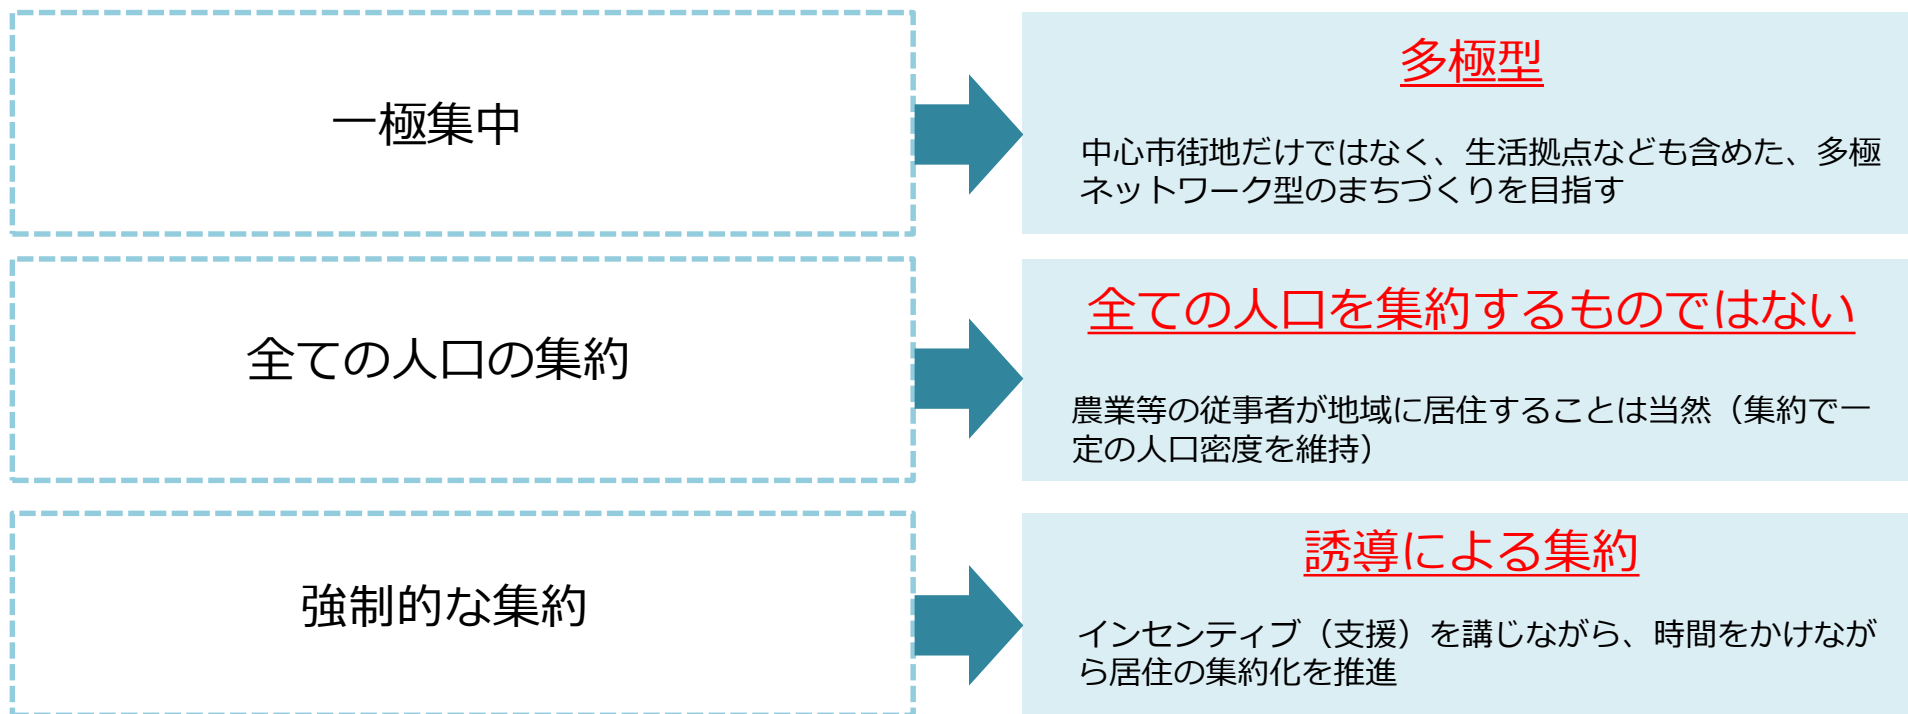 一極集中
多極型
中心市街地だけではなく、生活拠点なども含めた、多極
ネットワーク型のまちづくりを目指す
全ての人口の集約
全ての人口を集約するものではない
農業等の従事者が地域に居住することは当然（集約で一
定の人口密度を維持）
強制的な集約
誘導による集約
インセンティブ（支援）を講じながら、時間をかけなが
ら居住の集約化を推進